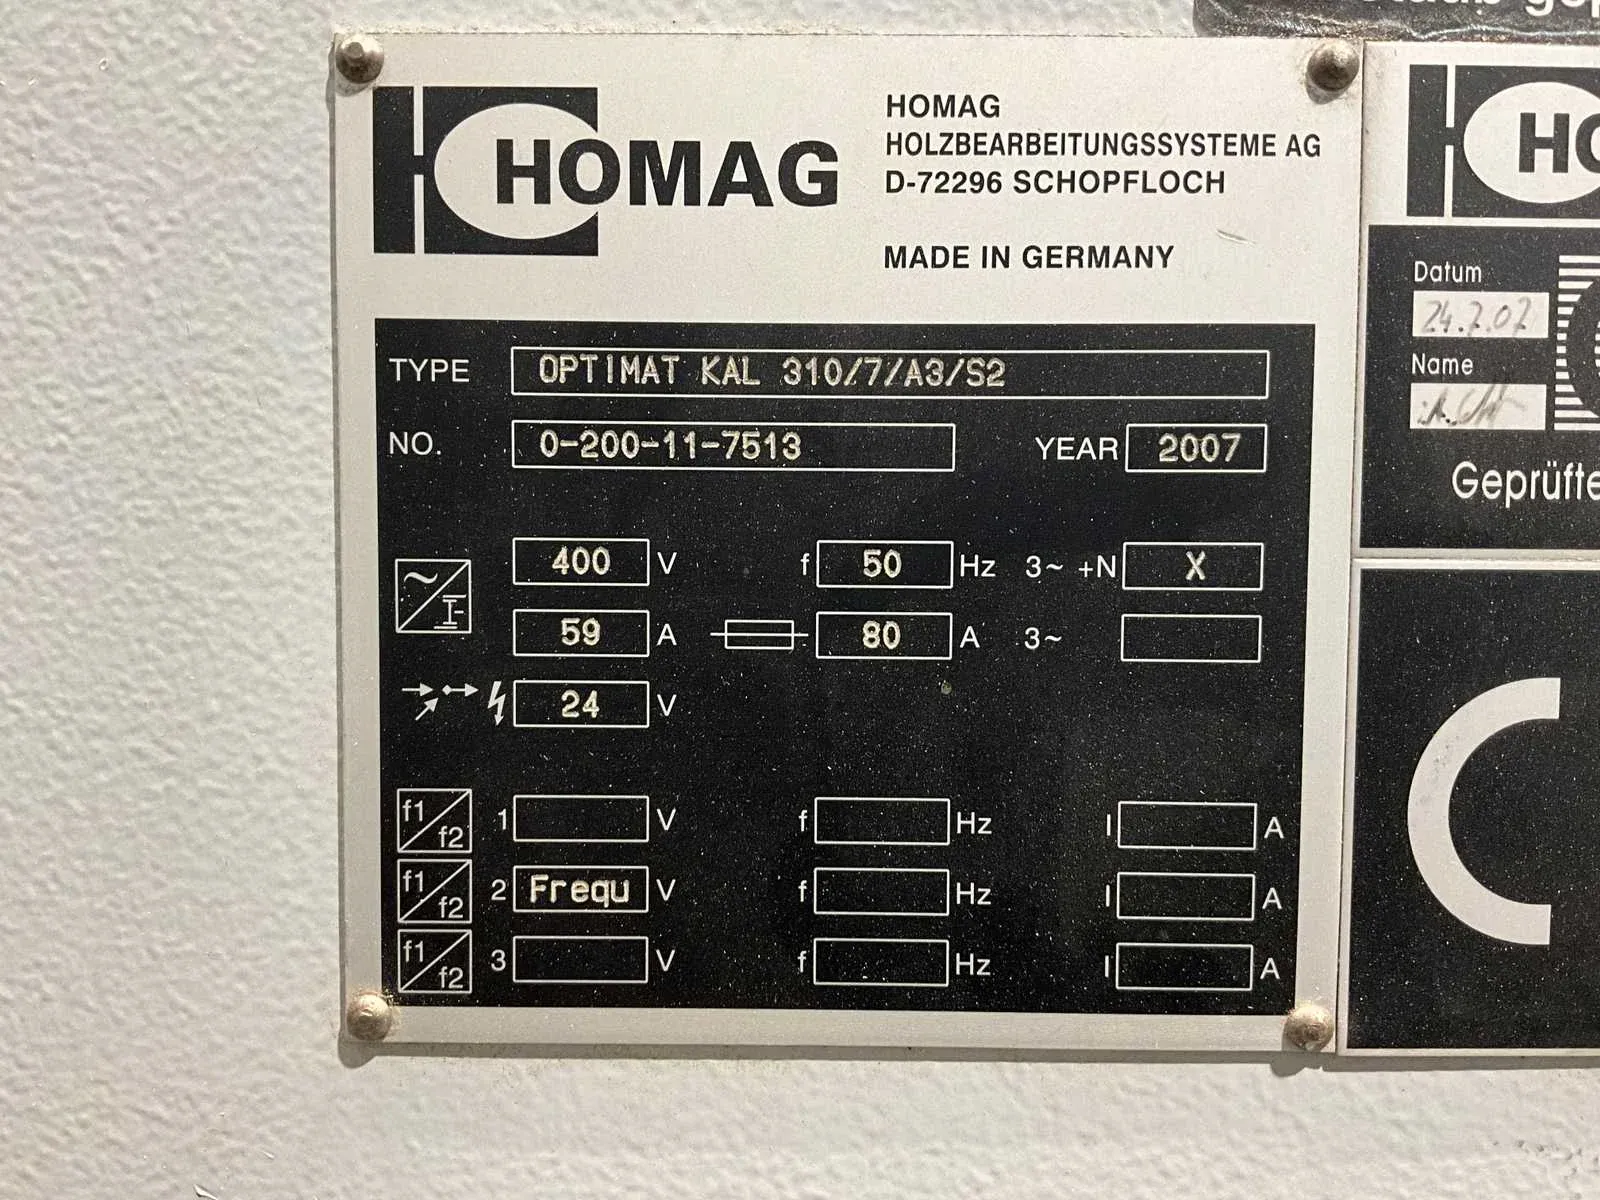 HOMAG
HOMAG
HOLZBEARBEITUNGSSYSTEME AG
D-72296 SCHOPFLOCH
MADE IN GERMANY
TYPE OPTIMAT KAL 310/7/A3/S2
NO. 0-200-11-7513 YEAR 2007
400 V f 50 Hz 3~ +N X
59 A 80 A 3~
24 V
f1/f2 1 V f Hz I A
f1/f2 2 Frequ V f Hz I A
f1/f2 3 V f Hz I A
HO
Datum
24.7.07
Name
Geprüfte
C